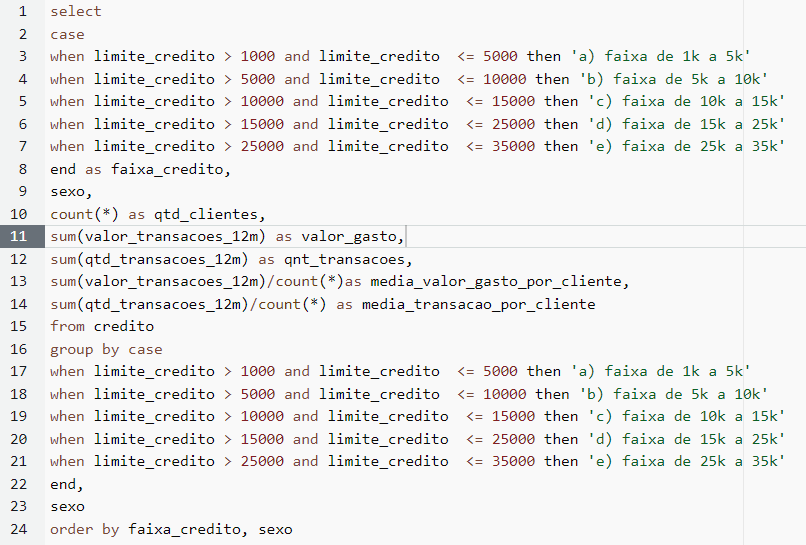 1 select
2 case
3 when limite_credito > 1000 and limite_credito  <= 5000 then 'a) faixa de 1k a 5k'
4 when limite_credito > 5000 and limite_credito  <= 10000 then 'b) faixa de 5k a 10k'
5 when limite_credito > 10000 and limite_credito  <= 15000 then 'c) faixa de 10k a 15k'
6 when limite_credito > 15000 and limite_credito  <= 25000 then 'd) faixa de 15k a 25k'
7 when limite_credito > 25000 and limite_credito  <= 35000 then 'e) faixa de 25k a 35k'
8 end as faixa_credito,
9 sexo,
10 count(*) as qtd_clientes,
11 sum(valor_transacoes_12m) as valor_gasto,
12 sum(qtd_transacoes_12m) as qnt_transacoes,
13 sum(valor_transacoes_12m)/count(*)as media_valor_gasto_por_cliente,
14 sum(qtd_transacoes_12m)/count(*) as media_transacao_por_cliente
15 from credito
16 group by case
17 when limite_credito > 1000 and limite_credito  <= 5000 then 'a) faixa de 1k a 5k'
18 when limite_credito > 5000 and limite_credito  <= 10000 then 'b) faixa de 5k a 10k'
19 when limite_credito > 10000 and limite_credito  <= 15000 then 'c) faixa de 10k a 15k'
20 when limite_credito > 15000 and limite_credito  <= 25000 then 'd) faixa de 15k a 25k'
21 when limite_credito > 25000 and limite_credito  <= 35000 then 'e) faixa de 25k a 35k'
22 end,
23 sexo
24 order by faixa_credito, sexo